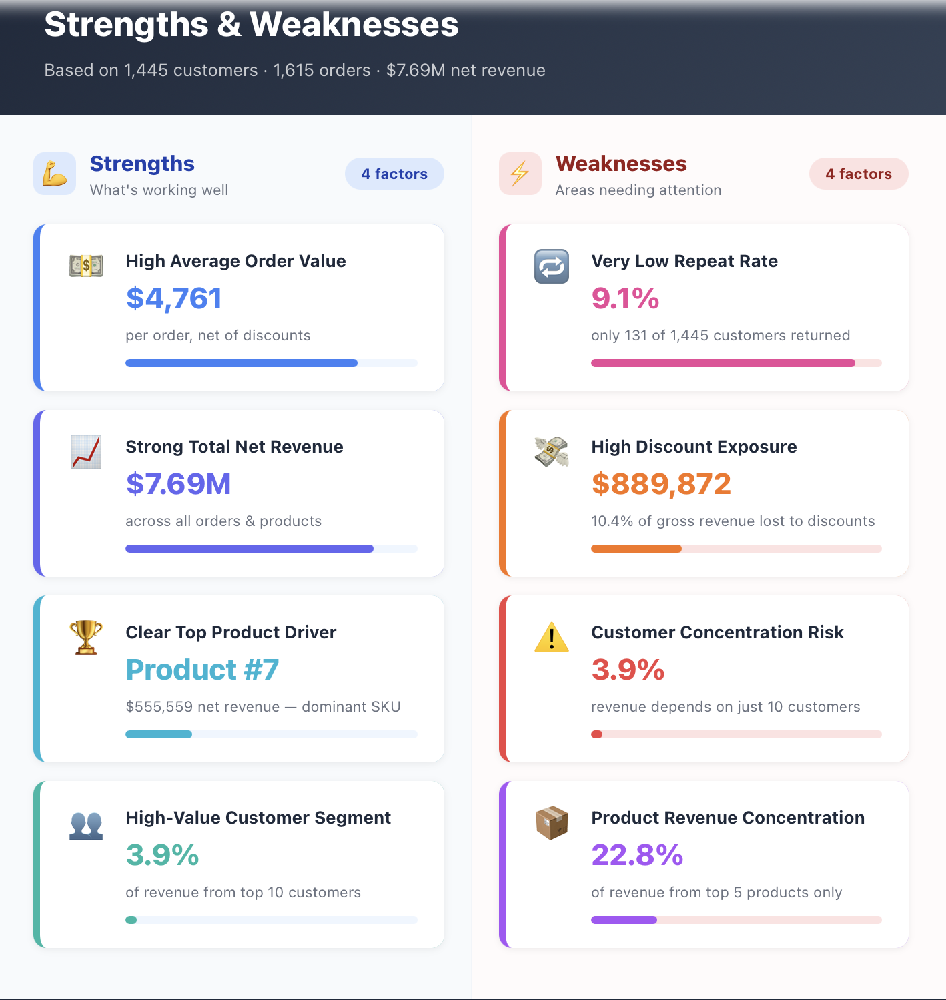 Strengths & Weaknesses
Based on 1,445 customers · 1,615 orders · $7.69M net revenue
Strengths
What's working well
4 factors
High Average Order Value
$4,761
per order, net of discounts
Strong Total Net Revenue
$7.69M
across all orders & products
Clear Top Product Driver
Product #7
$555,559 net revenue — dominant SKU
High-Value Customer Segment
3.9%
of revenue from top 10 customers
Weaknesses
Areas needing attention
4 factors
Very Low Repeat Rate
9.1%
only 131 of 1,445 customers returned
High Discount Exposure
$889,872
10.4% of gross revenue lost to discounts
Customer Concentration Risk
3.9%
revenue depends on just 10 customers
Product Revenue Concentration
22.8%
of revenue from top 5 products only